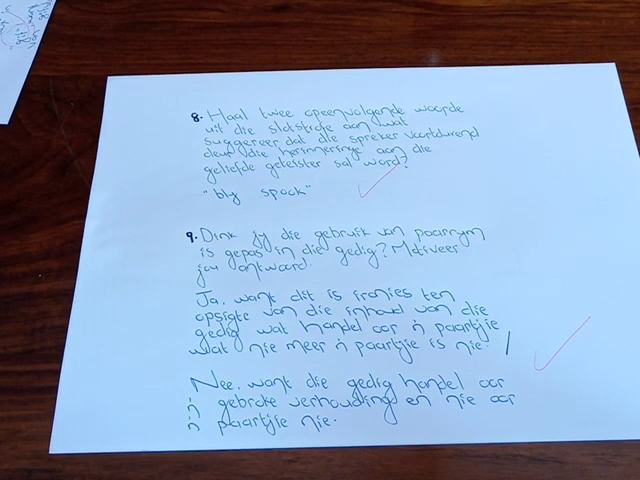 8. Haal twee opeenvolgende woorde
uit die slotstrofe aan wat
suggereer dat die spreker voortdurend
deur die herinneringe aan die
geliefde geteister sal word?
"bly spook"
9. Dink jy die gebruik van paarrym
is gepas in die gedig? Motiveer
jou antwoord.
Ja, want dit is ironies ten
opsigte van die inhoud van die
gedig wat handel oor 'n paartjie
wat nie meer 'n paartjie is nie. /
Nee, want die gedig handel oor
'n gebroke verhouding en nie oor
'n paartjie nie.